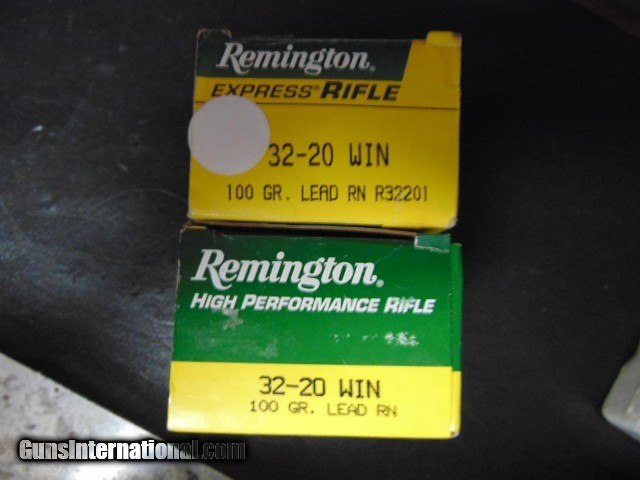 Remington.
EXPRESS® RIFLE
32-20 WIN
100 GR. LEAD RN R32201
Remington.
HIGH PERFORMANCE RIFLE
32-20 WIN
100 GR. LEAD RN
GunsInternational.com